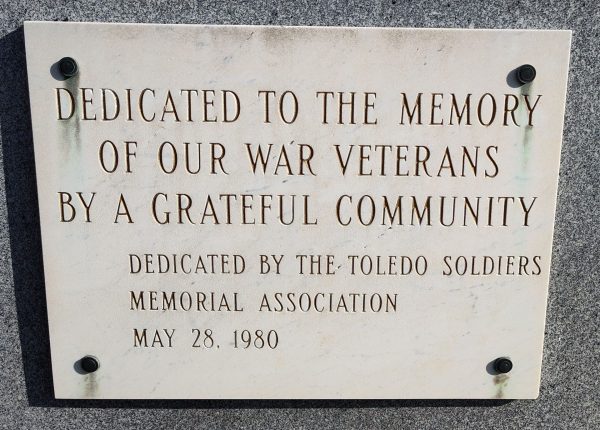 DEDICATED TO THE MEMORY
OF OUR WAR VETERANS
BY A GRATEFUL COMMUNITY
DEDICATED BY THE TOLEDO SOLDIERS
MEMORIAL ASSOCIATION
MAY 28, 1980